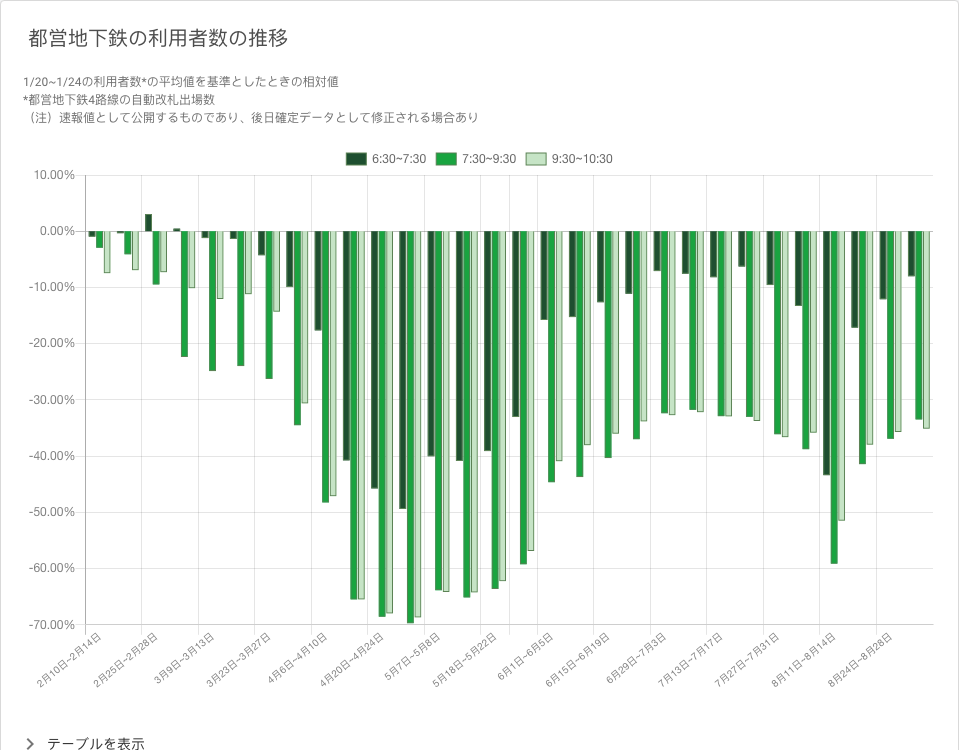 都営地下鉄の利用者数の推移
1/20~1/24の利用者数*の平均値を基準としたときの相対値
*都営地下鉄4路線の自動改札出場数
（注）速報値として公開するものであり、後日確定データとして修正される場合あり
6:30~7:30 7:30~9:30 9:30~10:30
10.00%
0.00%
-10.00%
-20.00%
-30.00%
-40.00%
-50.00%
-60.00%
-70.00%
2月10日~2月14日
2月25日~2月28日
3月9日~3月13日
3月23日~3月27日
4月6日~4月10日
4月20日~4月24日
5月7日~5月8日
5月18日~5月22日
6月1日~6月5日
6月15日~6月19日
6月29日~7月3日
7月13日~7月17日
7月27日~7月31日
8月11日~8月14日
8月24日~8月28日
テーブルを表示